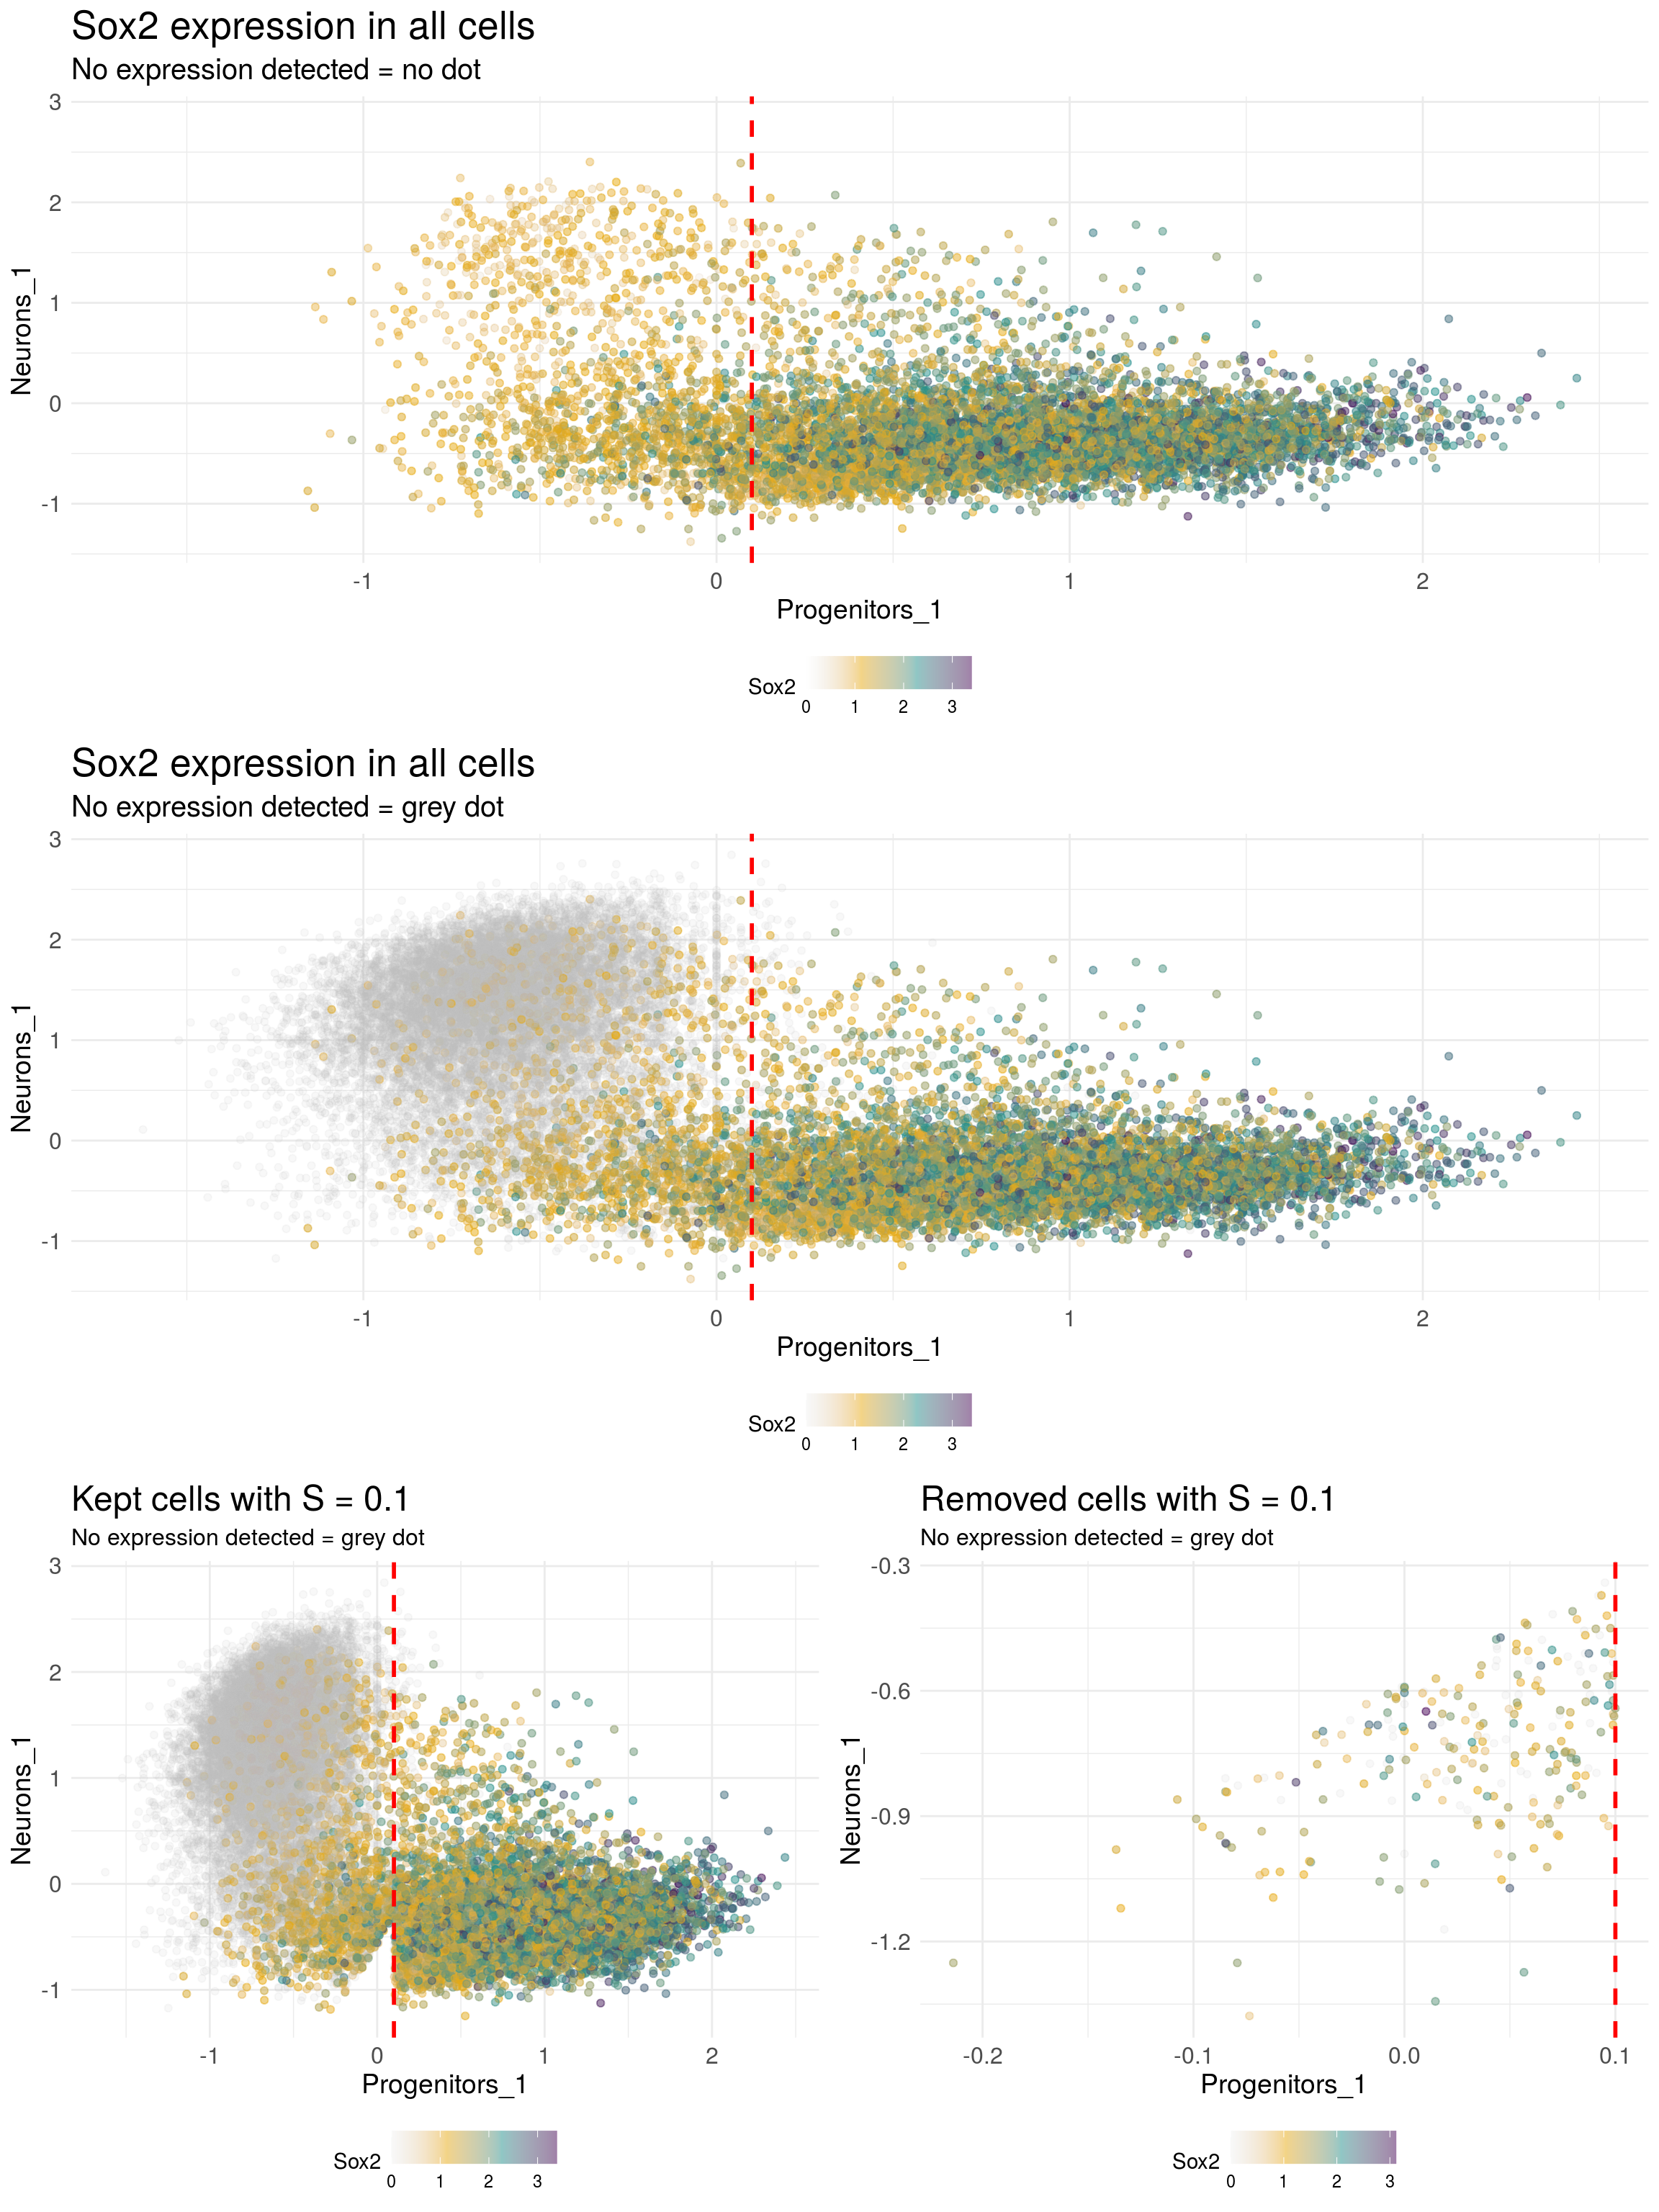 Sox2 expression in all cells
No expression detected = no dot
3
2
1
0
-1
Neurons_1
-1 0 1 2
Progenitors_1
Sox2
0 1 2 3
Sox2 expression in all cells
No expression detected = grey dot
3
2
1
0
-1
Neurons_1
-1 0 1 2
Progenitors_1
Sox2
0 1 2 3
Kept cells with S = 0.1
No expression detected = grey dot
3
2
1
0
-1
Neurons_1
-1 0 1 2
Progenitors_1
Sox2
0 1 2 3
Removed cells with S = 0.1
No expression detected = grey dot
-0.3
-0.6
-0.9
-1.2
Neurons_1
-0.2 -0.1 0.0 0.1
Progenitors_1
Sox2
0 1 2 3